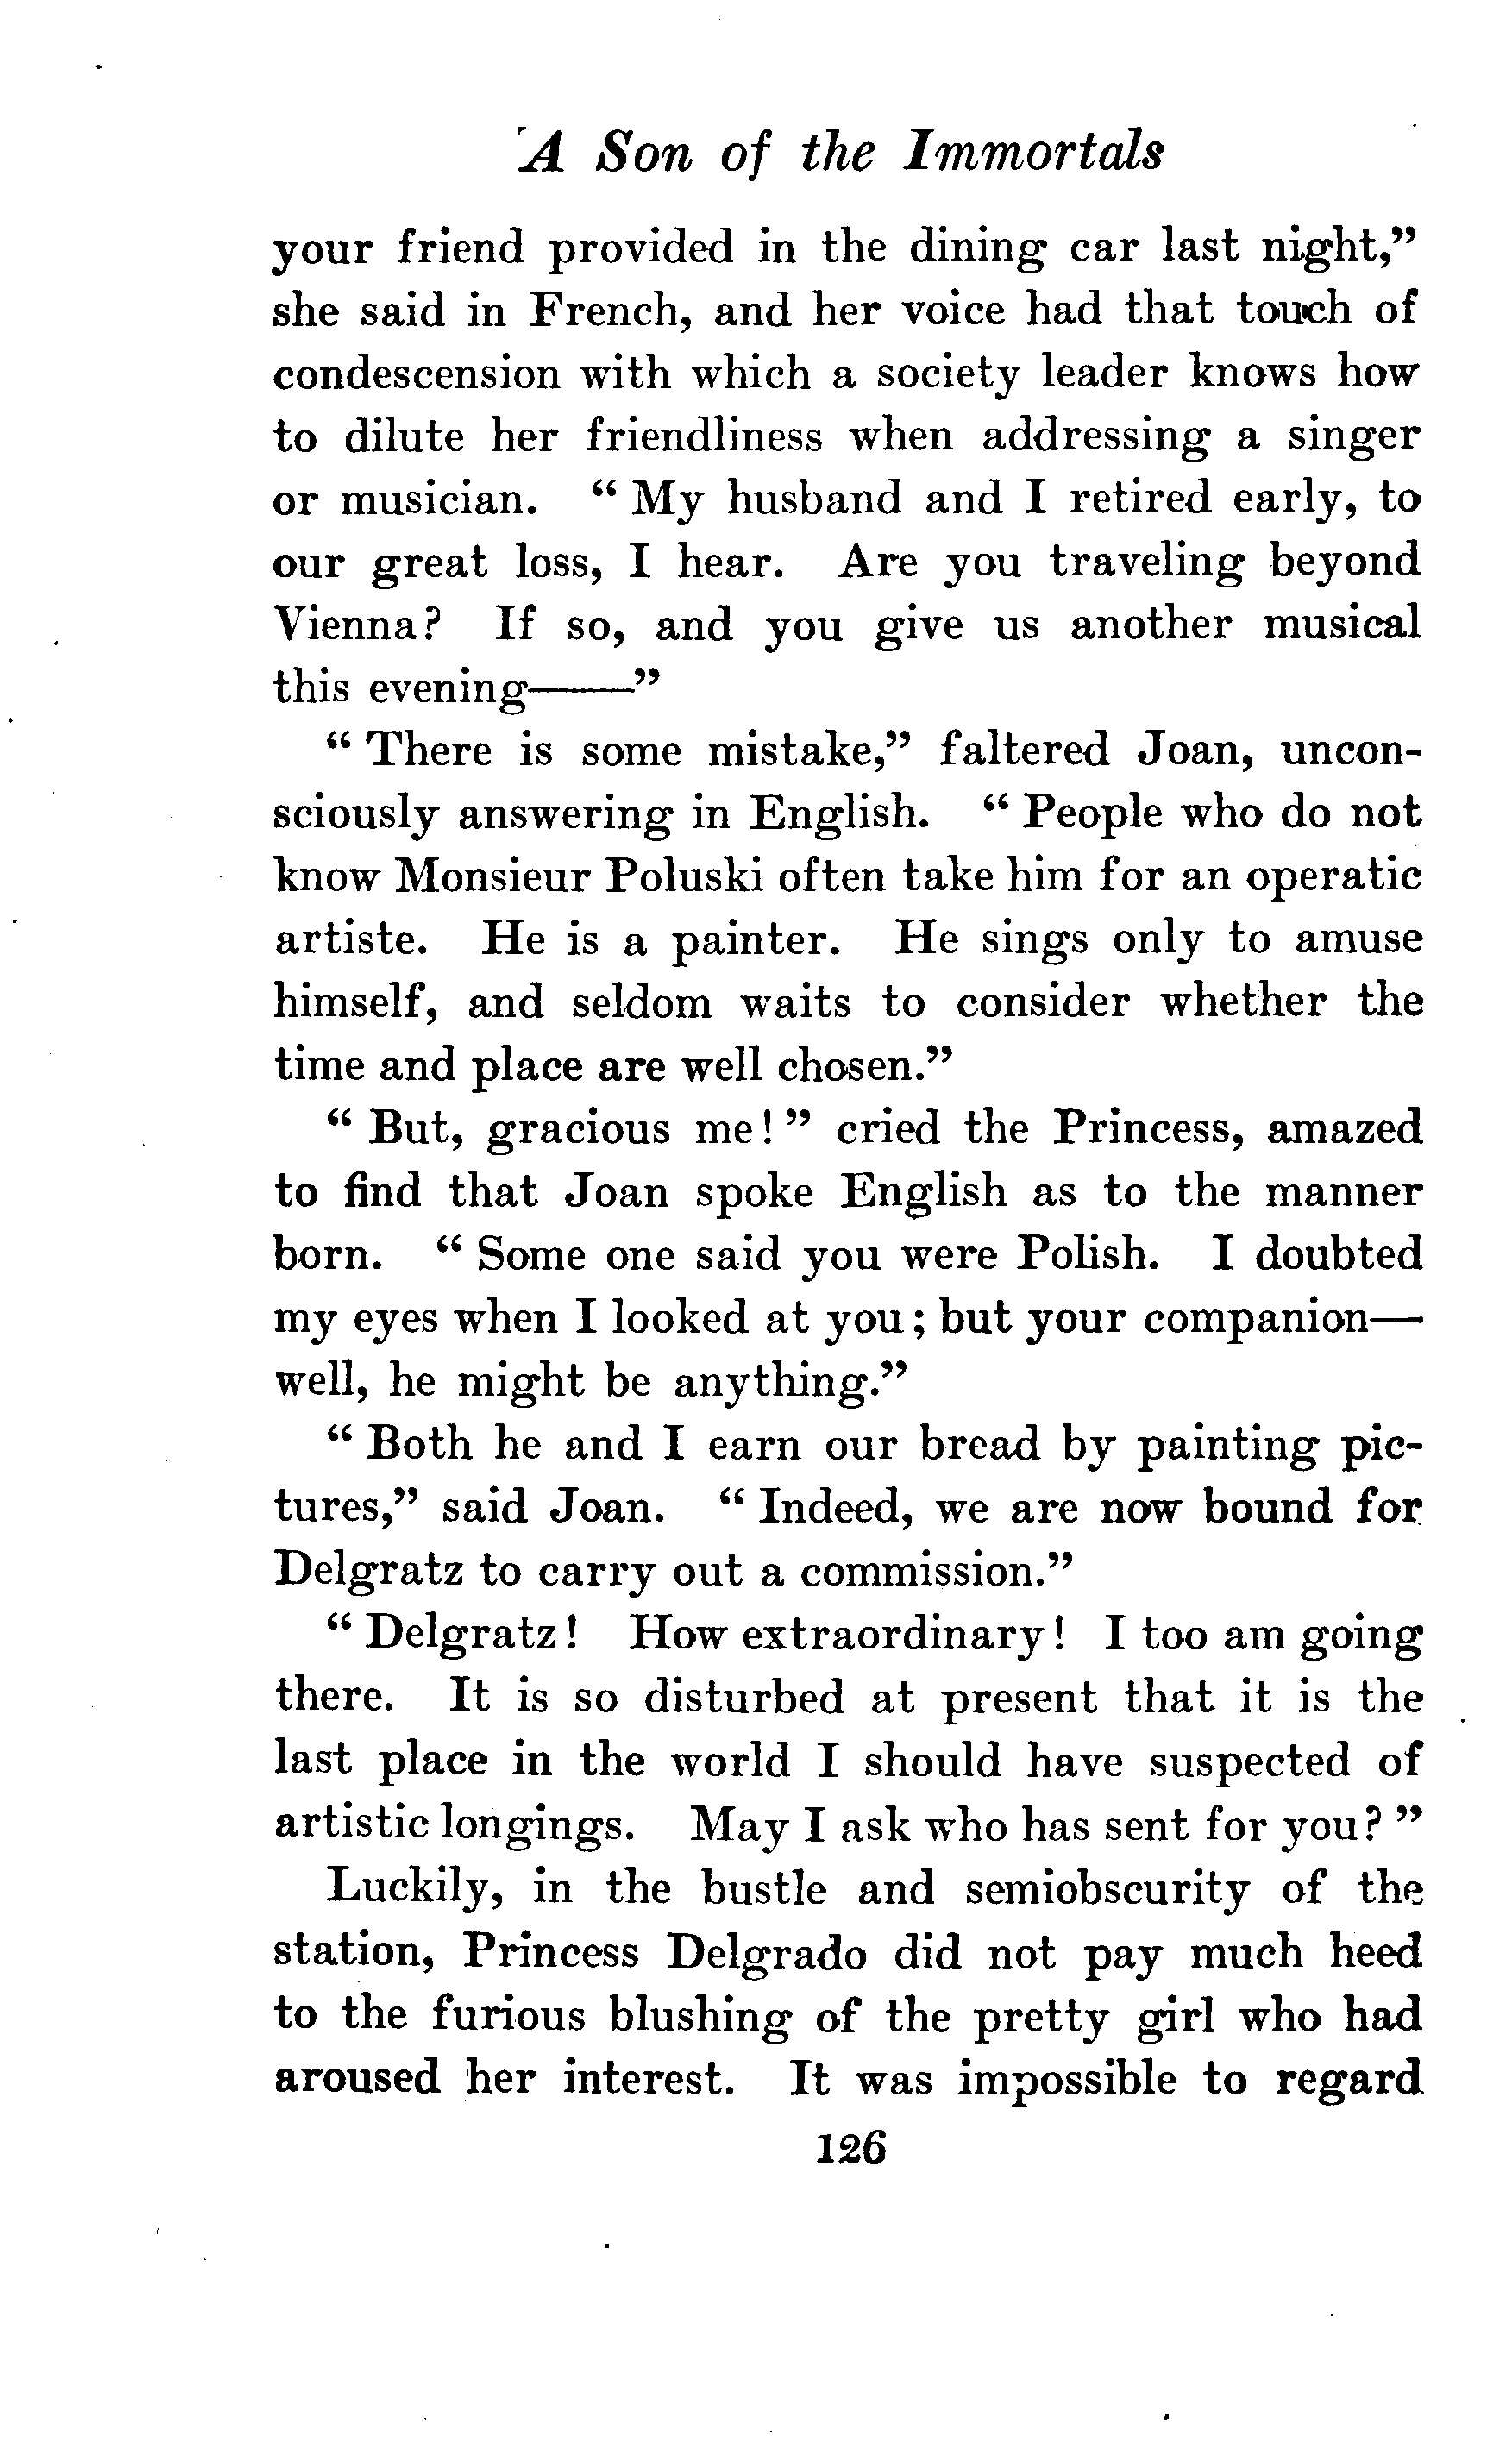 A Son of the Immortals
your friend provided in the dining car last night,”
she said in French, and her voice had that touch of
condescension with which a society leader knows how
to dilute her friendliness when addressing a singer
or musician. “ My husband and I retired early, to
our great loss, I hear. Are you traveling beyond
Vienna? If so, and you give us another musical
this evening——”
“ There is some mistake,” faltered Joan, uncon-
sciously answering in English. “ People who do not
know Monsieur Poluski often take him for an operatic
artiste. He is a painter. He sings only to amuse
himself, and seldom waits to consider whether the
time and place are well chosen.”
“ But, gracious me! ” cried the Princess, amazed
to find that Joan spoke English as to the manner
born. “ Some one said you were Polish. I doubted
my eyes when I looked at you; but your companion—
well, he might be anything.”
“ Both he and I earn our bread by painting pic-
tures,” said Joan. “ Indeed, we are now bound for
Delgratz to carry out a commission.”
“ Delgratz! How extraordinary! I too am going
there. It is so disturbed at present that it is the
last place in the world I should have suspected of
artistic longings. May I ask who has sent for you? ”
Luckily, in the bustle and semiobscurity of the
station, Princess Delgrado did not pay much heed
to the furious blushing of the pretty girl who had
aroused her interest. It was impossible to regard
126